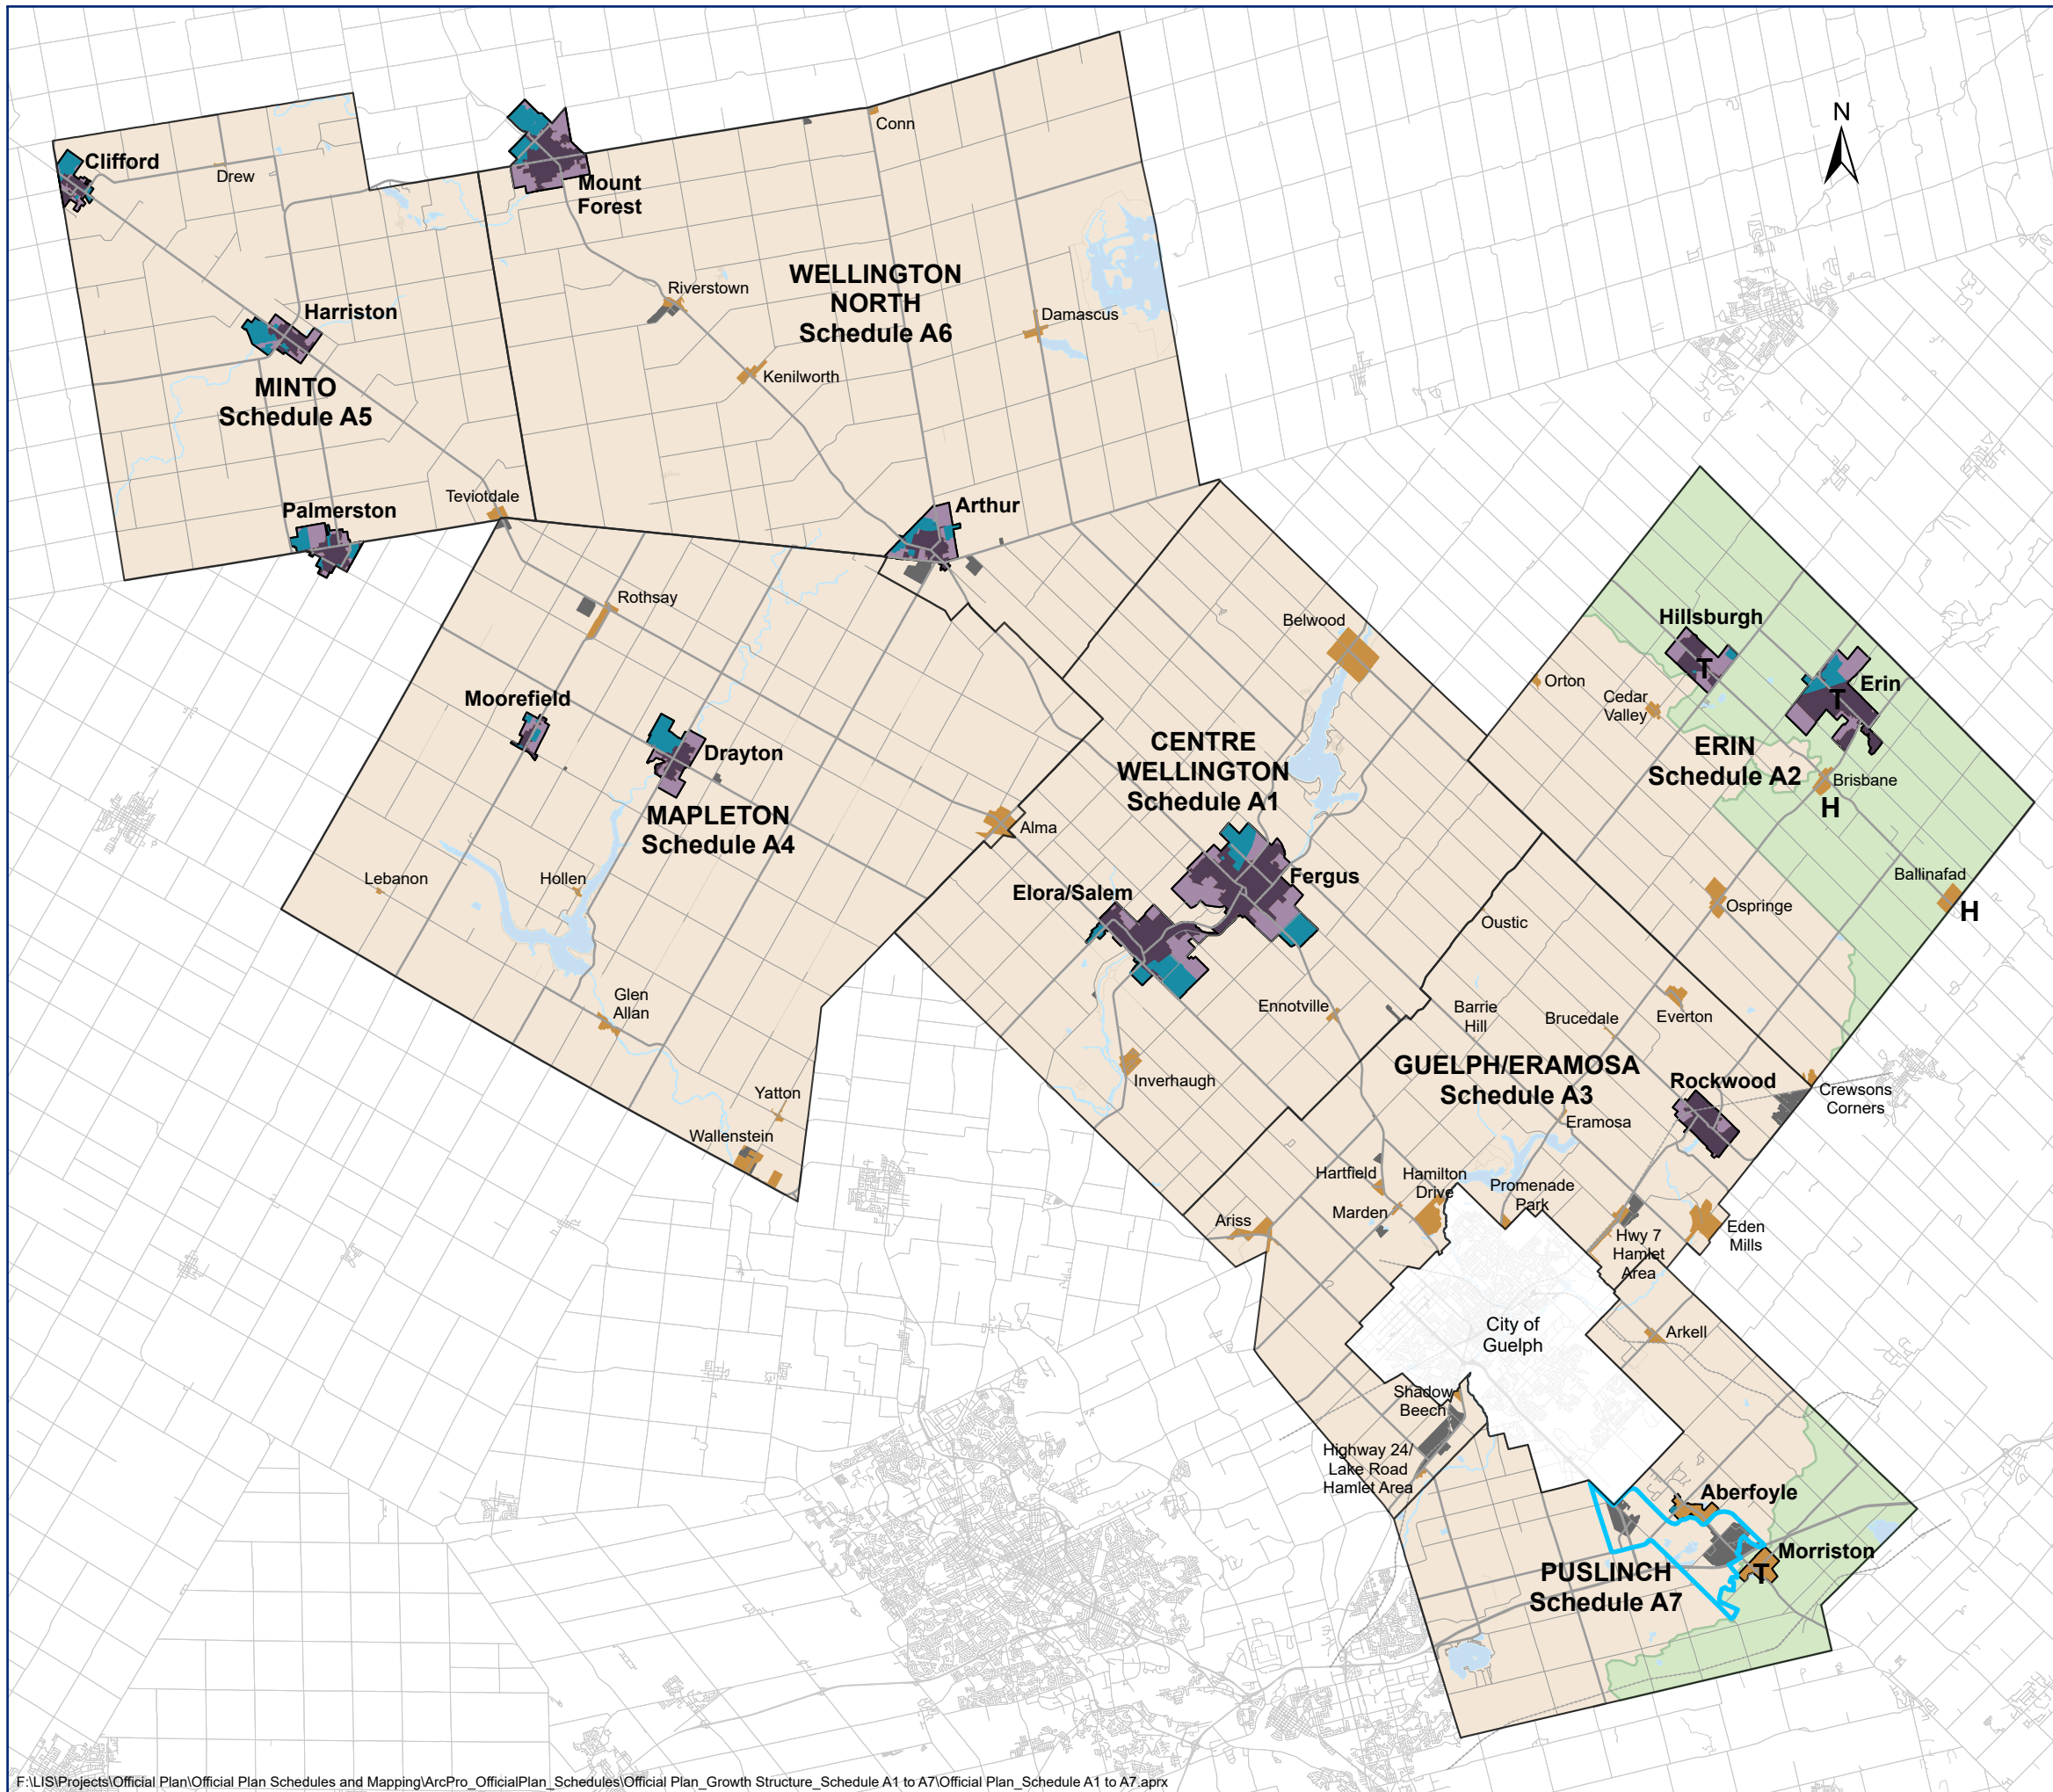 N
Conn
Clifford
Drew
Mount
Forest
WELLINGTON
NORTH
Schedule A6
Riverstown
Damascus
Harriston
Kenilworth
MINTO
Schedule A5
Teviotdale
Palmerston
Arthur
Rothsay
Belwood
Hillsburgh
T
Erin
T
Orton
Cedar
Valley
Moorefield
Drayton
CENTRE
WELLINGTON
Schedule A1
ERIN
Schedule A2
Brisbane
H
MAPLETON
Schedule A4
Alma
Lebanon
Hollen
Elora/Salem
Fergus
Ballinafad
H
Ospringe
Oustic
Glen
Allan
Ennotville
Barrie
Hill
Brucedale
Everton
GUELPH/ERAMOSA
Schedule A3
Inverhaugh
Rockwood
Crewsons
Corners
Yatton
Wallenstein
Eramosa
Hartfield
Hamilton
Drive
Promenade
Park
Marden
Ariss
Hwy 7
Hamlet
Area
Eden
Mills
City of
Guelph
Arkell
Shadow
Beech
Highway 24/
Lake Road
Hamlet Area
Aberfoyle
Morriston
T
PUSLINCH
Schedule A7
F:\LIS\Projects\Official Plan\Official Plan Schedules and Mapping\ArcPro_OfficialPlan_Schedules\Official Plan_Growth Structure_Schedule A1 to A7\Official Plan_Schedule A1 to A7.aprx